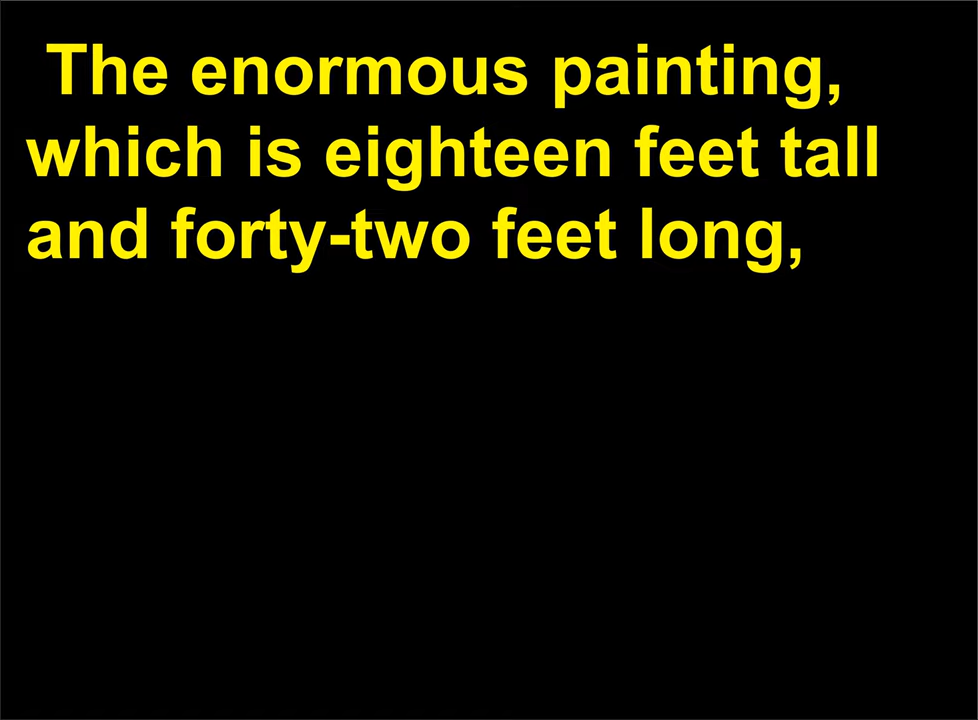 The enormous painting,
which is eighteen feet tall
and forty-two feet long,